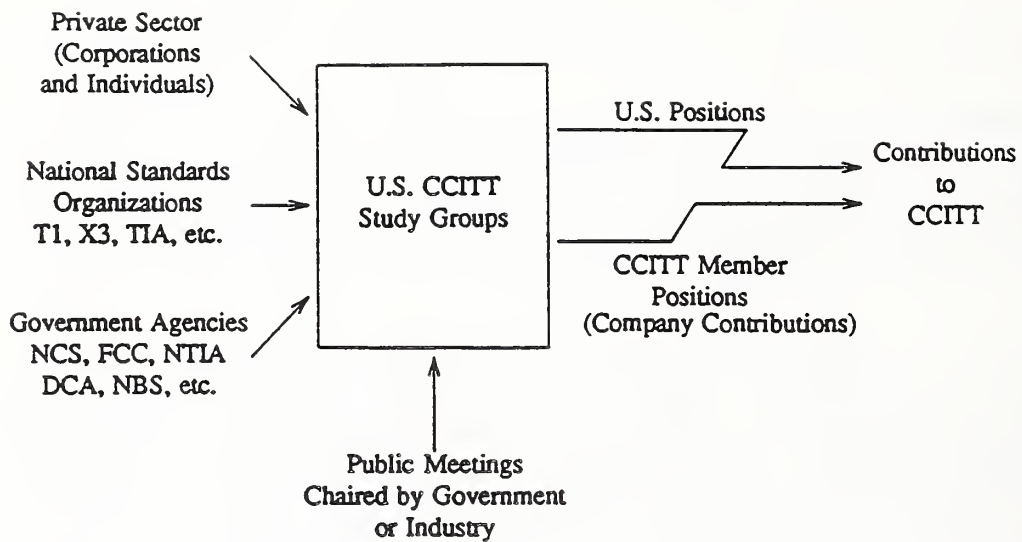 Private Sector
(Corporations
and Individuals)
National Standards
Organizations
T1, X3, TIA, etc.
Government Agencies
NCS, FCC, NTIA
DCA, NBS, etc.
U.S. CCITT
Study Groups
Public Meetings
Chaired by Government
or Industry
U.S. Positions
CCITT Member
Positions
(Company Contributions)
Contributions
to
CCITT